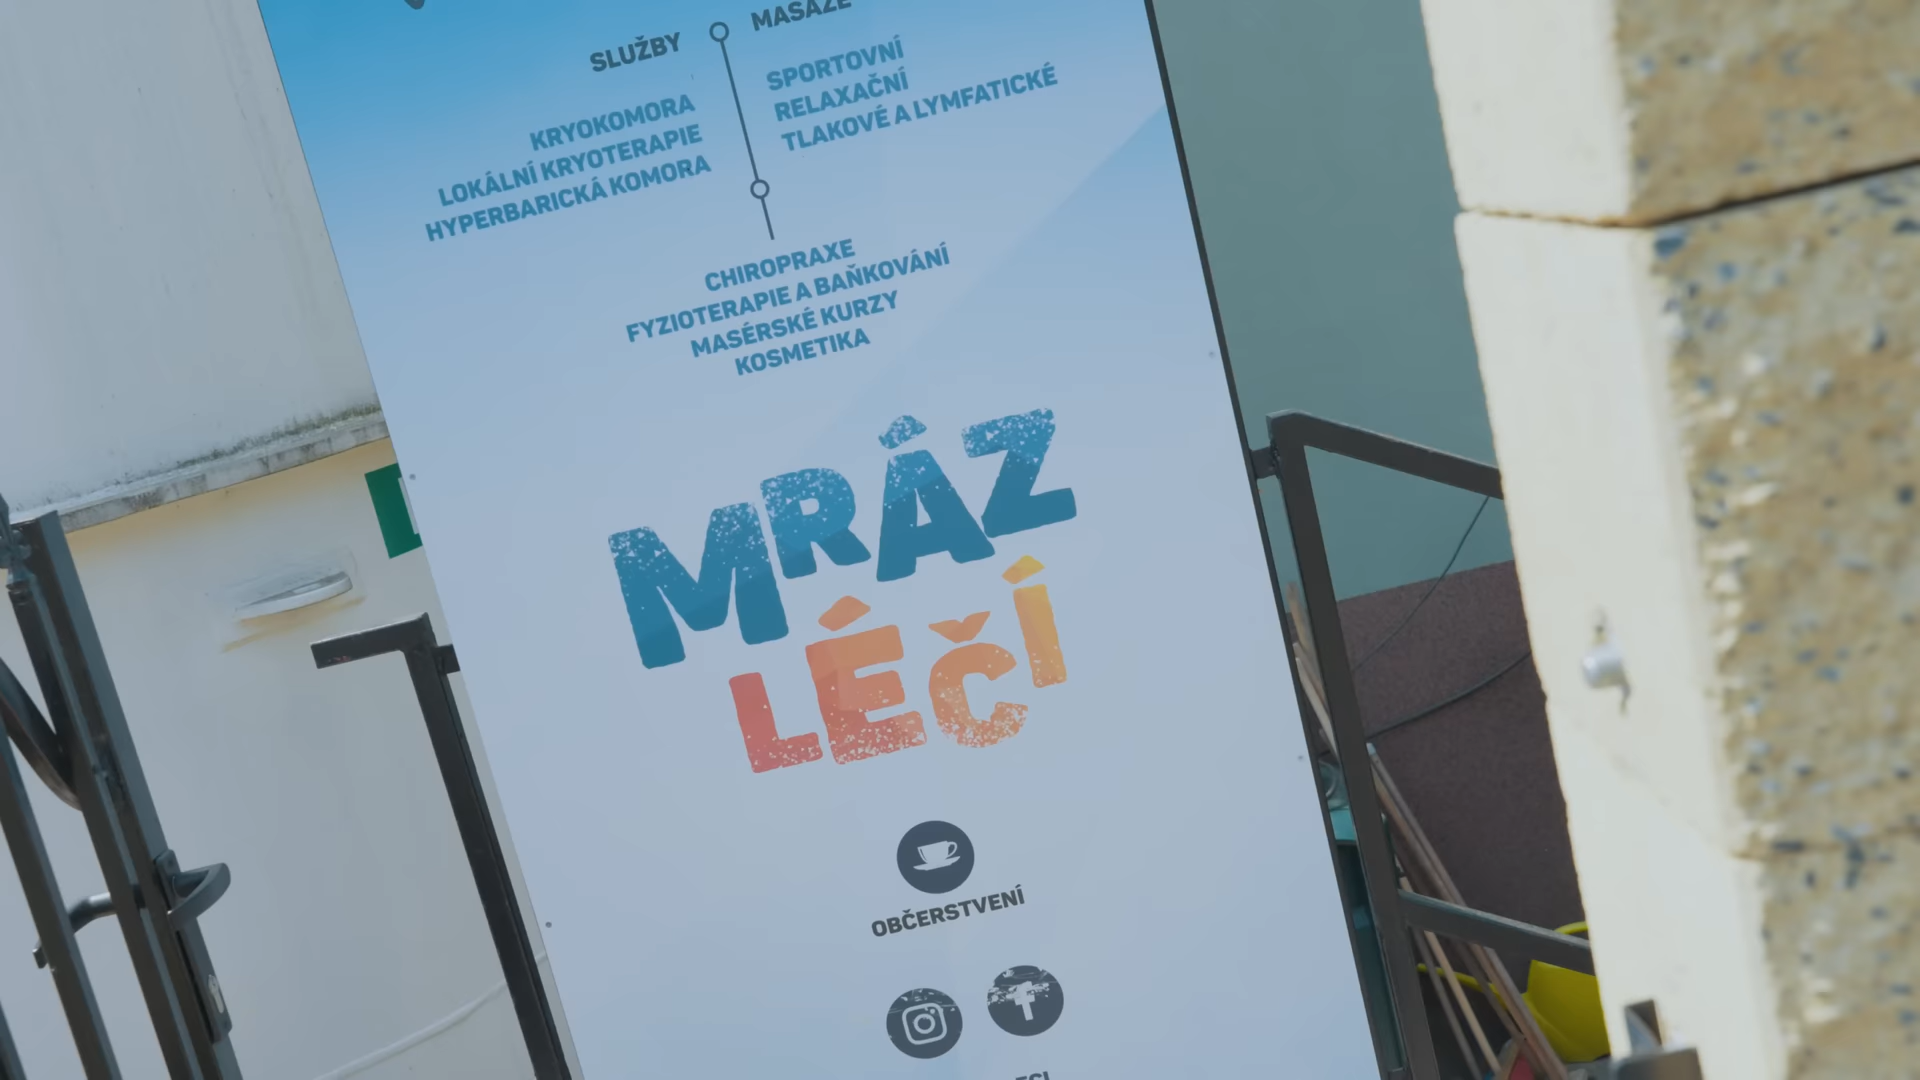 SLUŽBY
KRYOKOMORA
LOKÁLNÍ KRYOTERAPIE
HYPERBARICKÁ KOMORA
MASÁŽE
SPORTOVNÍ
RELAXAČNÍ
TLAKOVÉ A LYMFATICKÉ
CHIROPRAXE
FYZIOTERAPIE A BAŇKOVÁNÍ
MASÉRSKÉ KURZY
KOSMETIKA
MRÁZ
LÉČÍ
OBČERSTVENÍ